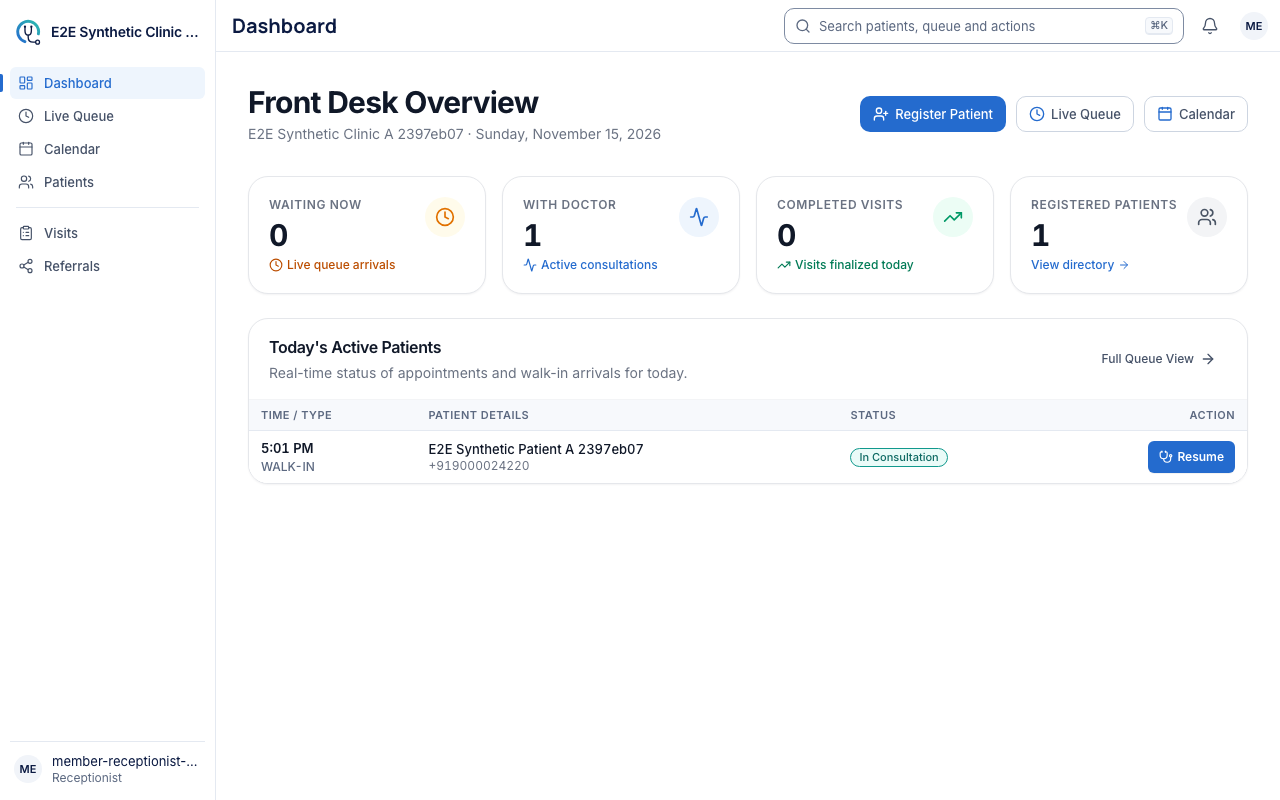 E2E Synthetic Clinic ...
Dashboard
Search patients, queue and actions
⌘K
ME
Dashboard
Live Queue
Calendar
Patients
Visits
Referrals
Front Desk Overview
E2E Synthetic Clinic A 2397eb07 · Sunday, November 15, 2026
Register Patient
Live Queue
Calendar
WAITING NOW
0
Live queue arrivals
WITH DOCTOR
1
Active consultations
COMPLETED VISITS
0
Visits finalized today
REGISTERED PATIENTS
1
View directory →
Today's Active Patients
Real-time status of appointments and walk-in arrivals for today.
Full Queue View →
TIME / TYPE PATIENT DETAILS STATUS ACTION
5:01 PM
WALK-IN
E2E Synthetic Patient A 2397eb07
+919000024220
In Consultation
Resume
ME
member-receptionist-...
Receptionist